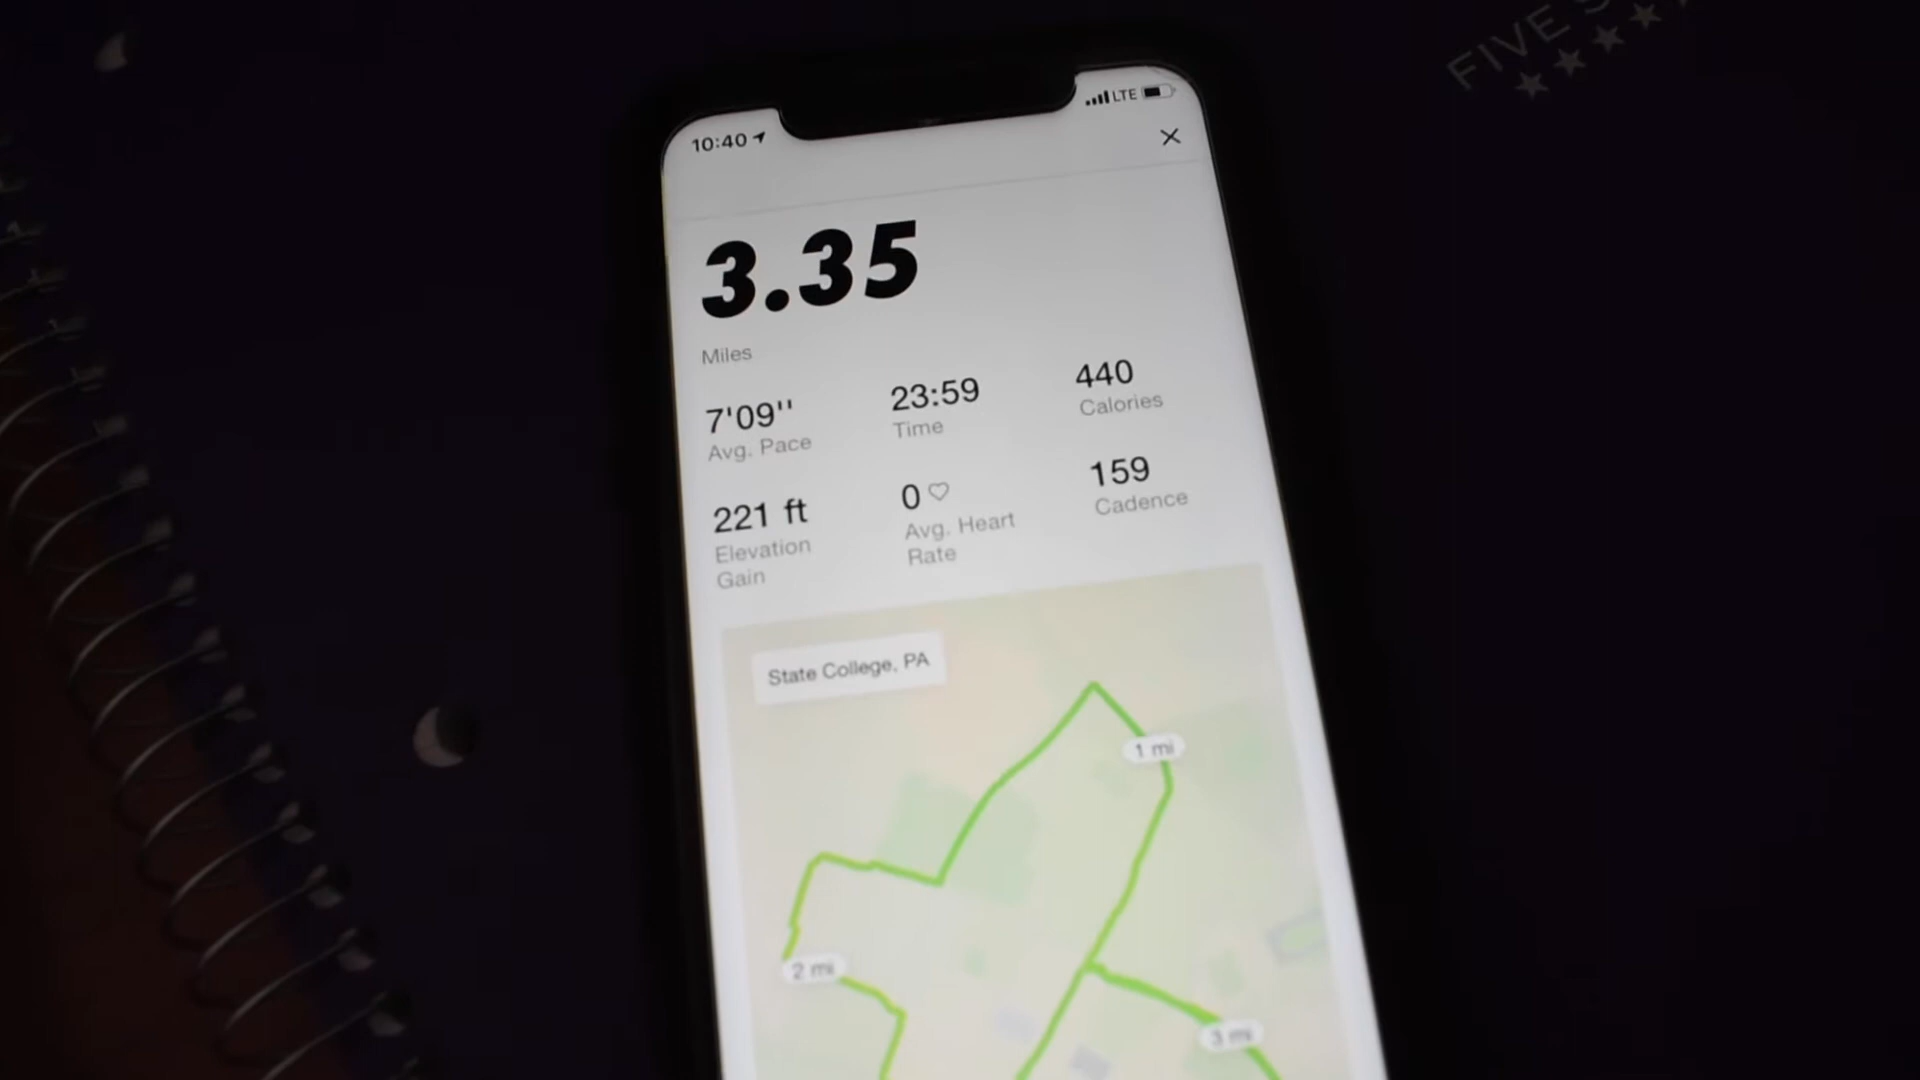 FIVE
10:40
LTE
3.35
Miles
7'09''
Avg. Pace
23:59
Time
440
Calories
221 ft
Elevation
Gain
0
Avg. Heart
Rate
159
Cadence
State College, PA
1 mi
2 mi
3 mi